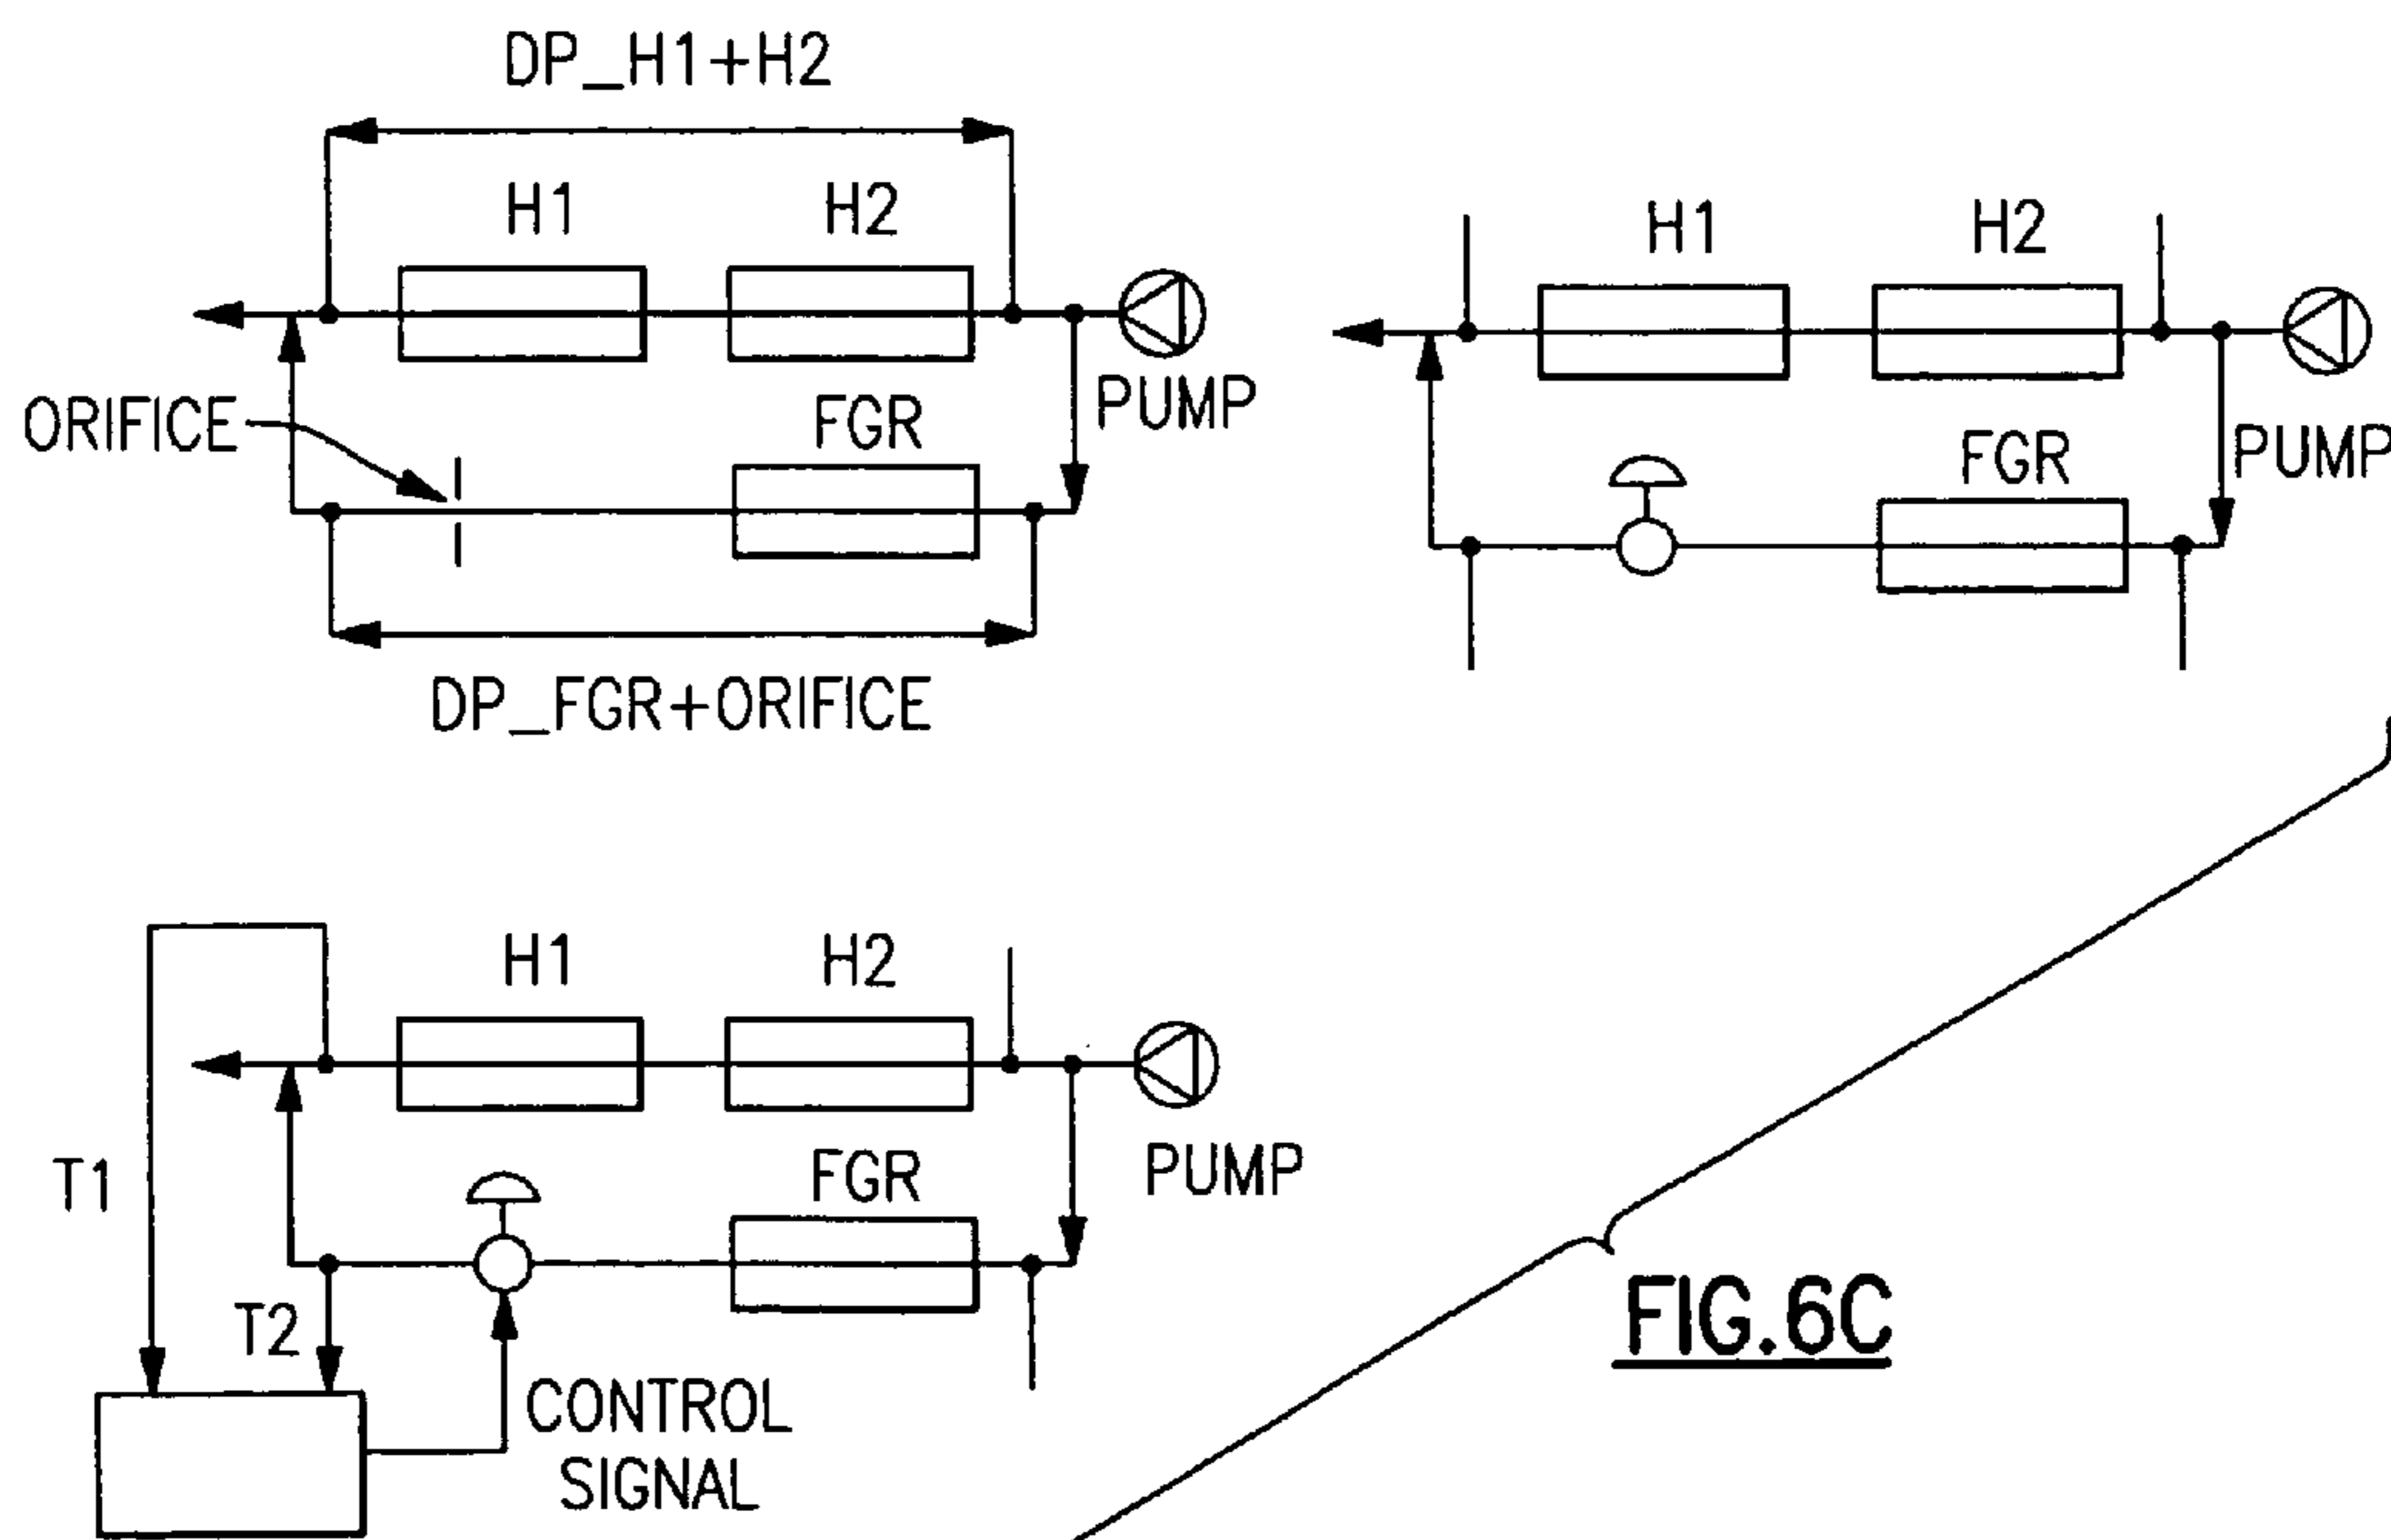 DP_H1+H2
H1
H2
ORIFICE
FGR
PUMP
DP_FGR+ORIFICE
H1
H2
FGR
PUMP
H1
H2
T1
FGR
PUMP
T2
CONTROL
SIGNAL
FIG.6C